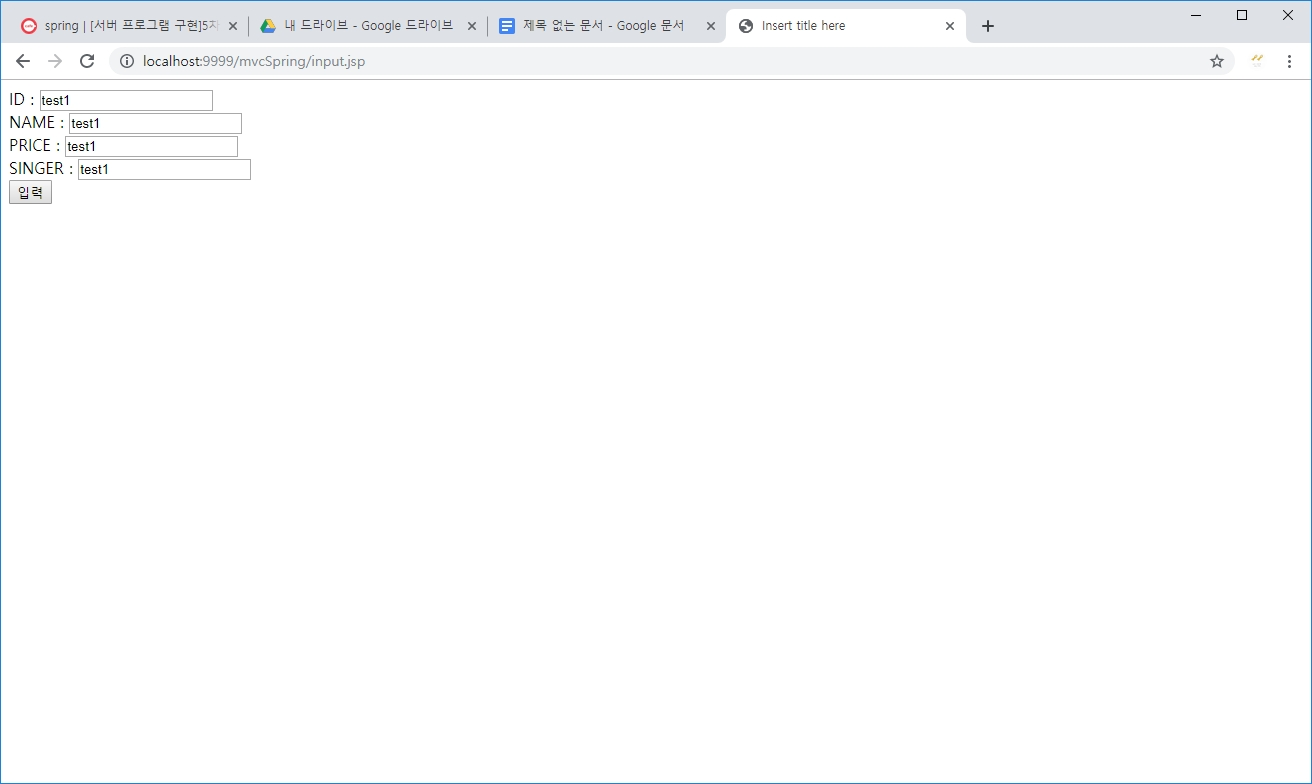 spring | [서버 프로그램 구현]5차
내 드라이브 - Google 드라이브
제목 없는 문서 - Google 문서
Insert title here
localhost:9999/mvcSpring/input.jsp
ID : test1
NAME : test1
PRICE : test1
SINGER : test1
입력